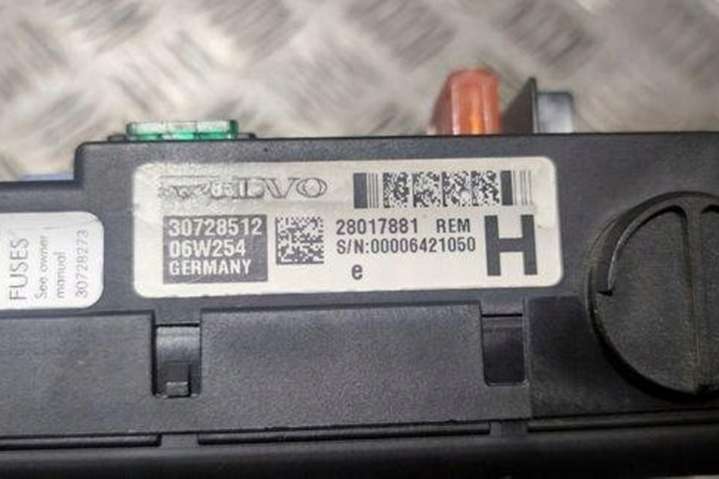 VOLVO
30728512
06W254
GERMANY
28017881 REM
S/N:00006421050
e
H
FUSES
See owner
manual
30728273